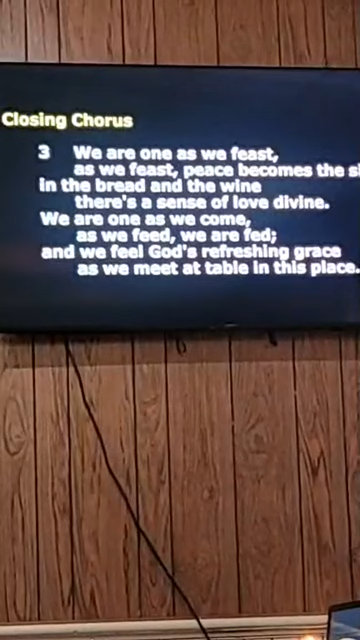 Closing Chorus
3 We are one as we feast,
as we feast, peace becomes the
in the bread and the wine
there's a sense of love divine.
We are one as we come,
as we feed, we are fed;
and we feel God's refreshing grace
as we meet at table in this place.